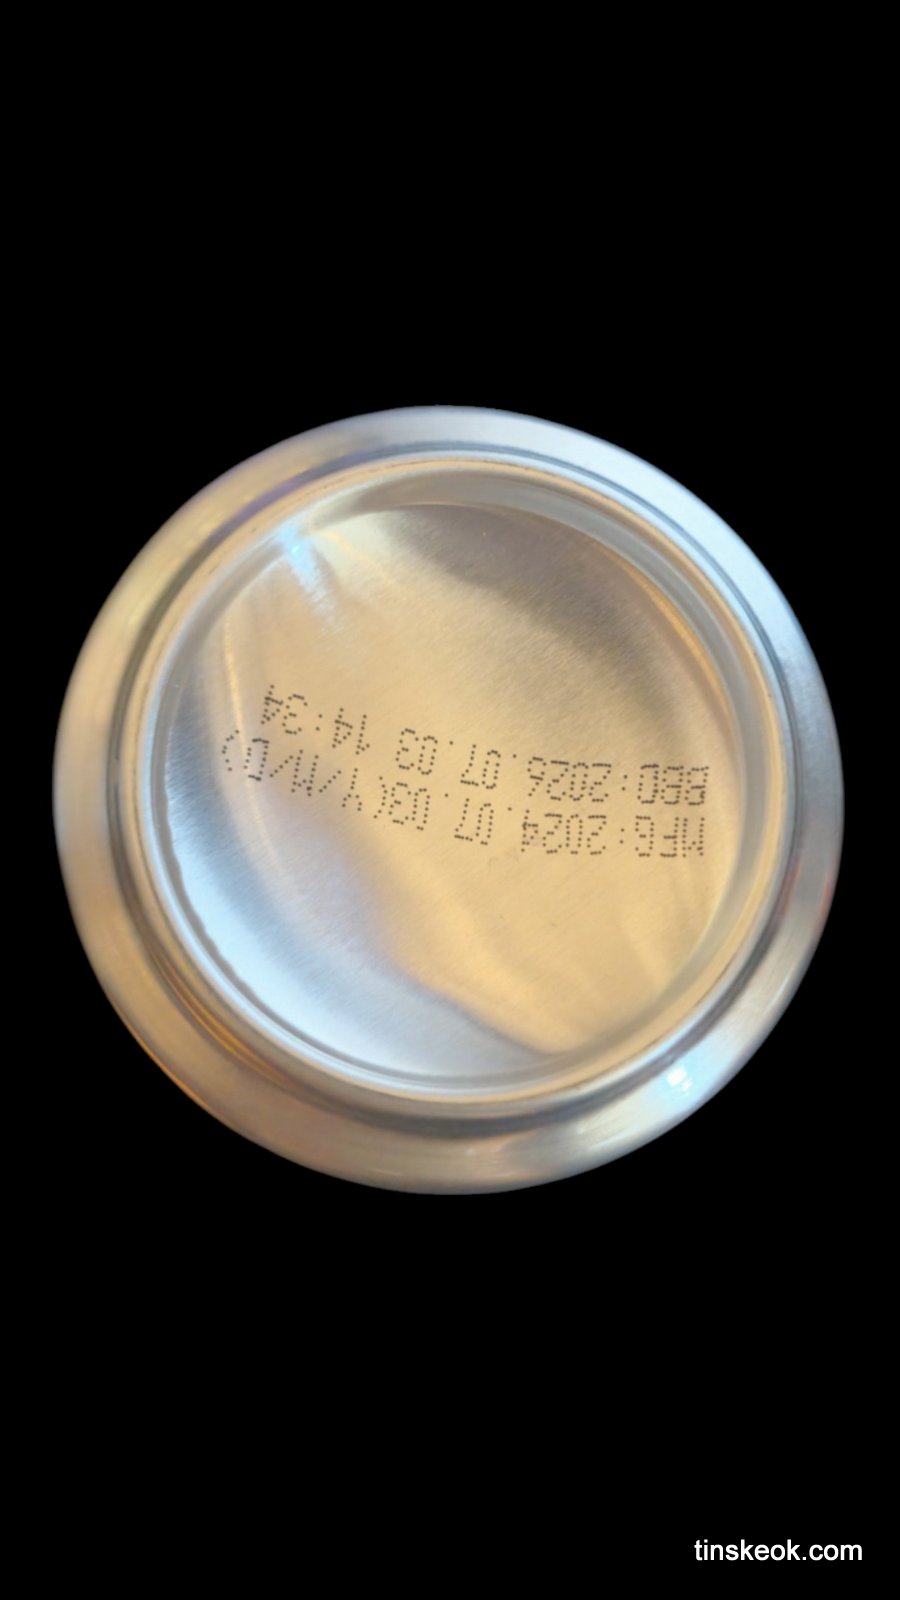 MFG:2024.07.03(Y/M/D)
BBD:2026.07.03 14:34
tinskeok.com